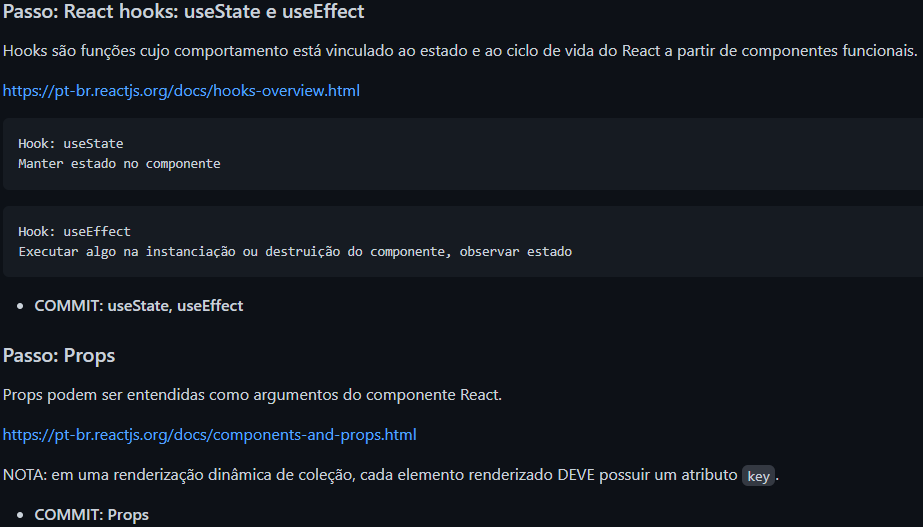 Passo: React hooks: useState e useEffect
Hooks são funções cujo comportamento está vinculado ao estado e ao ciclo de vida do React a partir de componentes funcionais.
https://pt-br.reactjs.org/docs/hooks-overview.html
Hook: useState
Manter estado no componente
Hook: useEffect
Executar algo na instanciação ou destruição do componente, observar estado
• COMMIT: useState, useEffect
Passo: Props
Props podem ser entendidas como argumentos do componente React.
https://pt-br.reactjs.org/docs/components-and-props.html
NOTA: em uma renderização dinâmica de coleção, cada elemento renderizado DEVE possuir um atributo key.
• COMMIT: Props